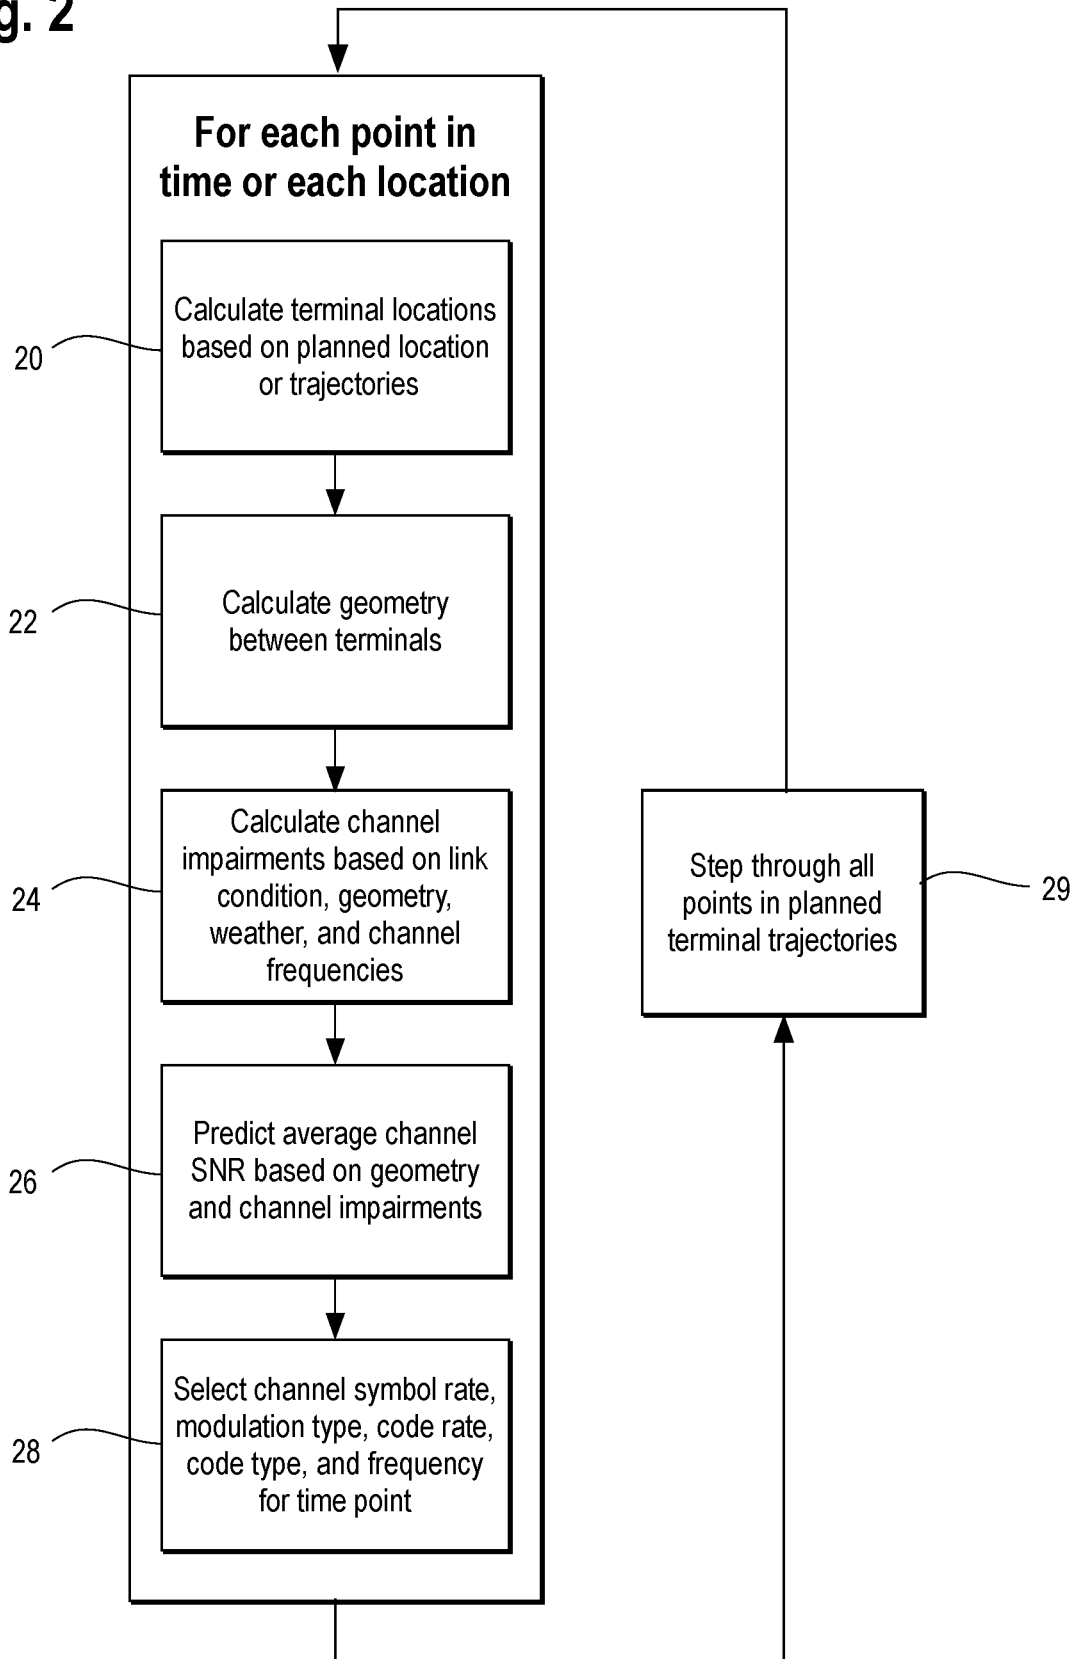 g. 2
For each point in
time or each location
Calculate terminal locations
based on planned location
or trajectories
20
Calculate geometry
between terminals
22
Calculate channel
impairments based on link
condition, geometry,
weather, and channel
frequencies
24
Step through all
points in planned
terminal trajectories
29
Predict average channel
SNR based on geometry
and channel impairments
26
Select channel symbol rate,
modulation type, code rate,
code type, and frequency
for time point
28